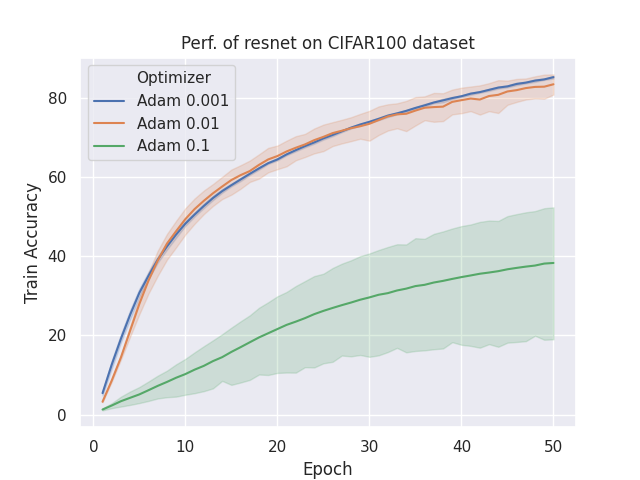 Perf. of resnet on CIFAR100 dataset
Optimizer
Adam 0.001
Adam 0.01
Adam 0.1
Train Accuracy
80
60
40
20
0
0 10 20 30 40 50
Epoch